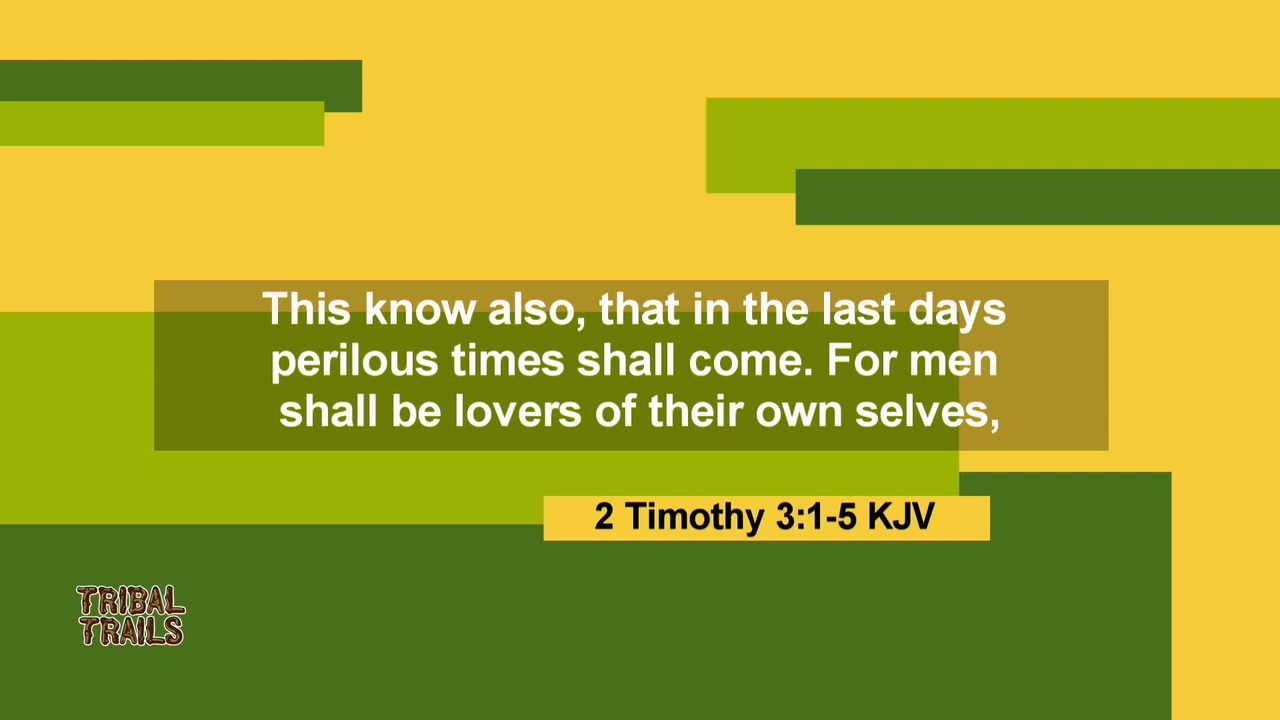 This know also, that in the last days
perilous times shall come. For men
shall be lovers of their own selves,
2 Timothy 3:1-5 KJV
TRIBAL
TRAILS